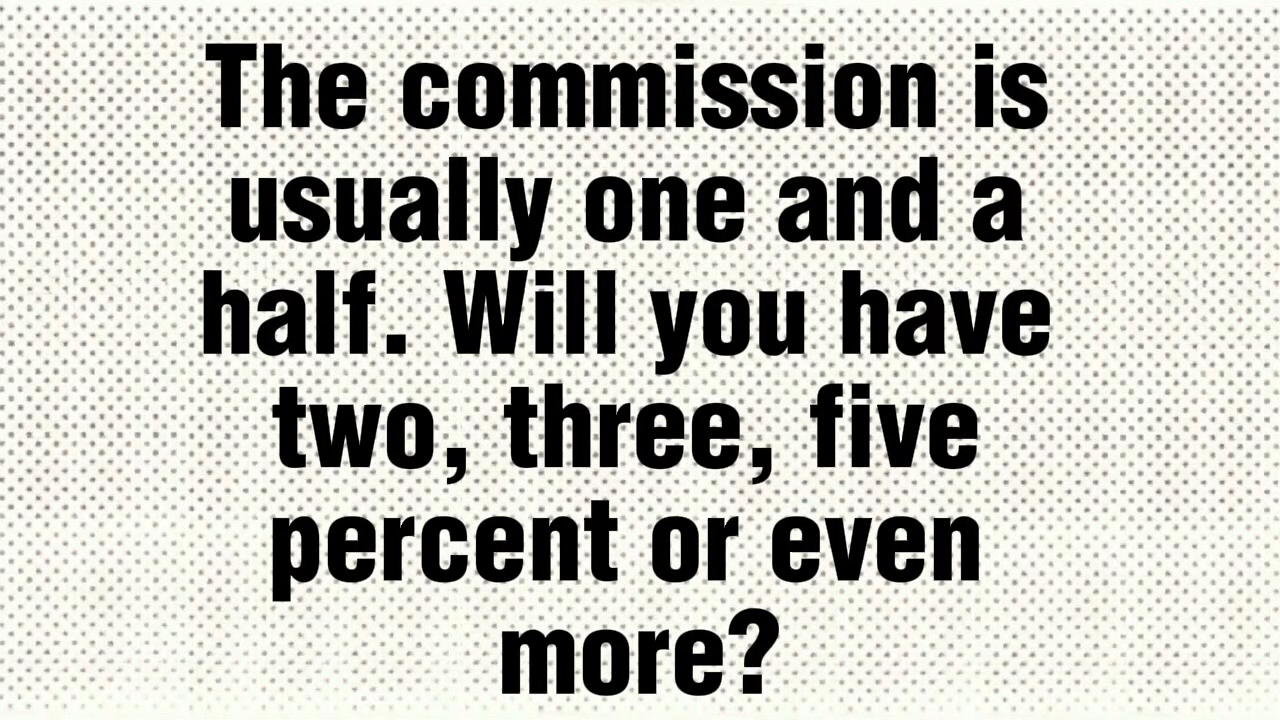 The commission is
usually one and a
half. Will you have
two, three, five
percent or even
more?